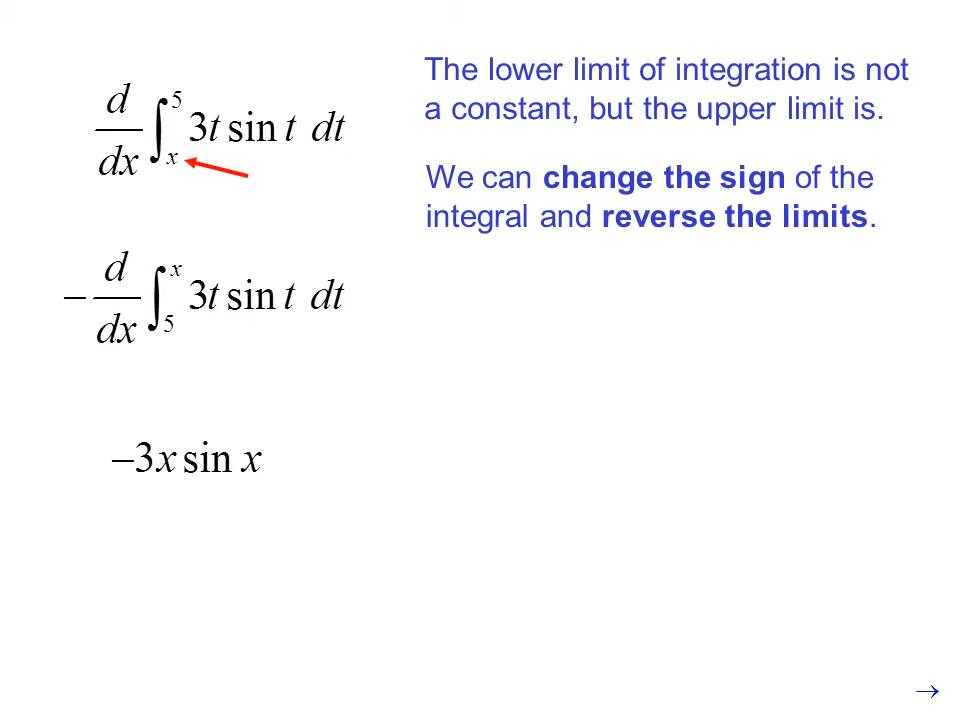 The lower limit of integration is not
a constant, but the upper limit is.
d/dx ∫_x^5 3t sin t dt
We can change the sign of the
integral and reverse the limits.
−d/dx ∫_5^x 3t sin t dt
−3x sin x
→